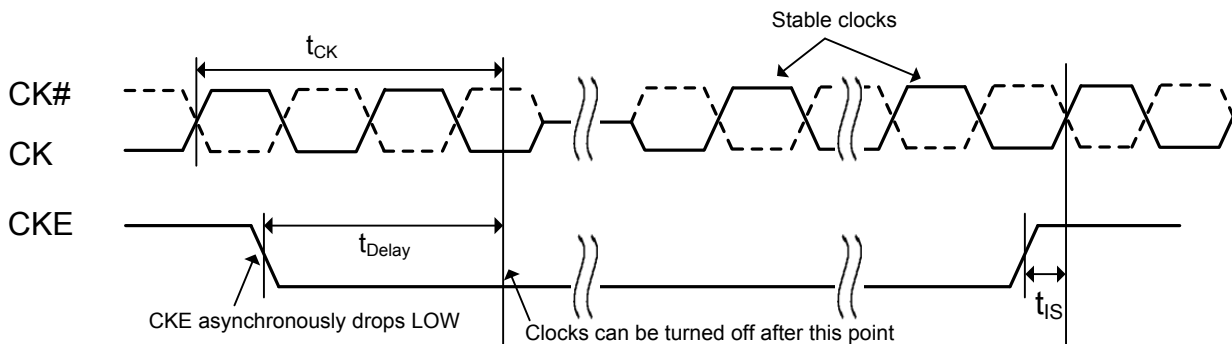 Stable clocks
tCK
CK#
CK
CKE
tDelay
tIS
CKE asynchronously drops LOW
Clocks can be turned off after this point